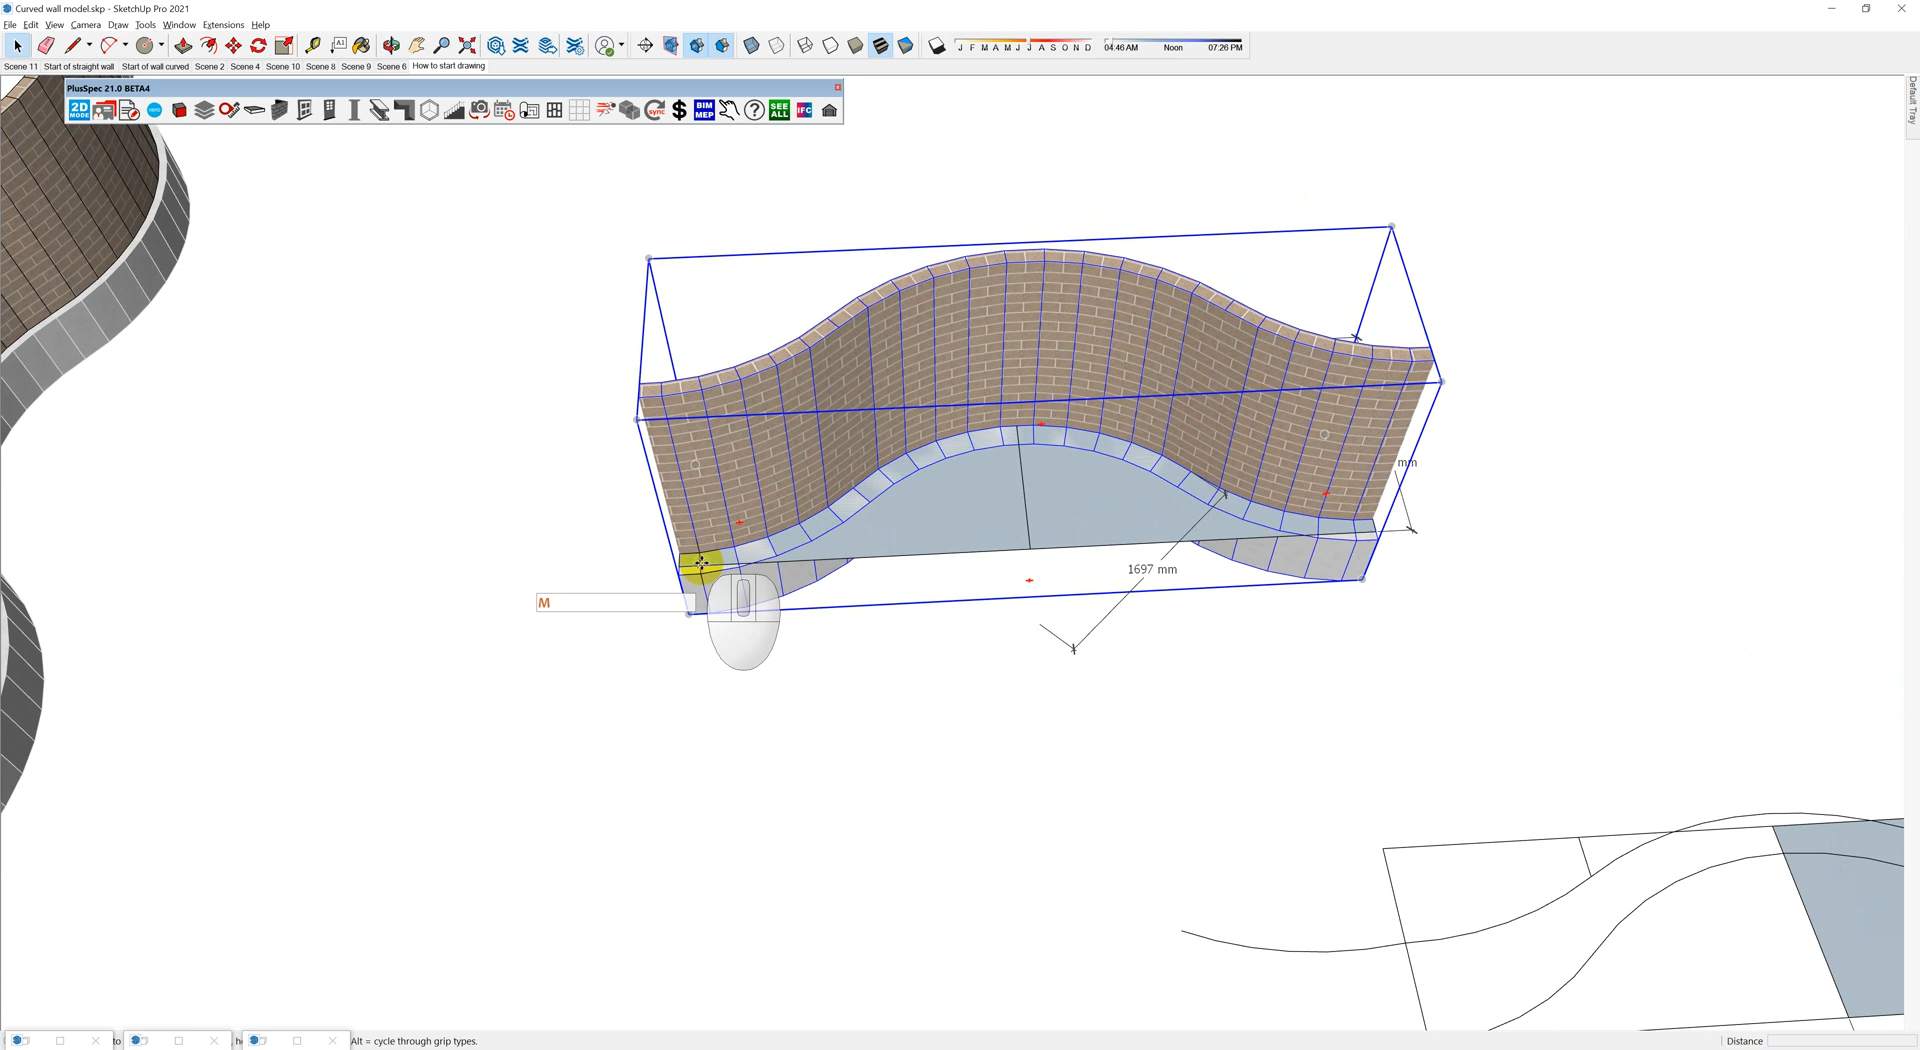 Curved wall model.skp - SketchUp Pro 2021
File Edit View Camera Draw Tools Window Extensions Help
A1
J F M A M J J A S O N D 04:46 AM Noon 07:26 PM
Scene 11 Start of straight wall Start of wall curved Scene 2 Scene 4 Scene 10 Scene 8 Scene 9 Scene 6 How to start drawing
Default Tray
PlusSpec 21.0 BETA4
2D MODE sync $ BIM MEP ? SEE ALL IFC
mm
1697 mm
M
to h Alt = cycle through grip types. Distance